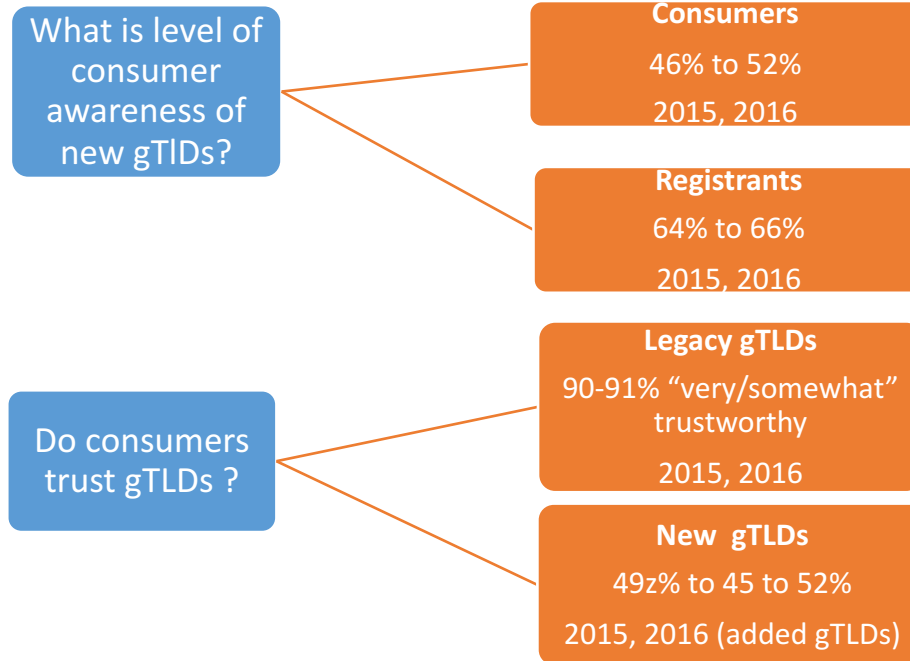 What is level of
consumer
awareness of
new gTlDs?
Consumers
46% to 52%
2015, 2016
Registrants
64% to 66%
2015, 2016
Do consumers
trust gTLDs ?
Legacy gTLDs
90-91% “very/somewhat”
trustworthy
2015, 2016
New gTLDs
49z% to 45 to 52%
2015, 2016 (added gTLDs)